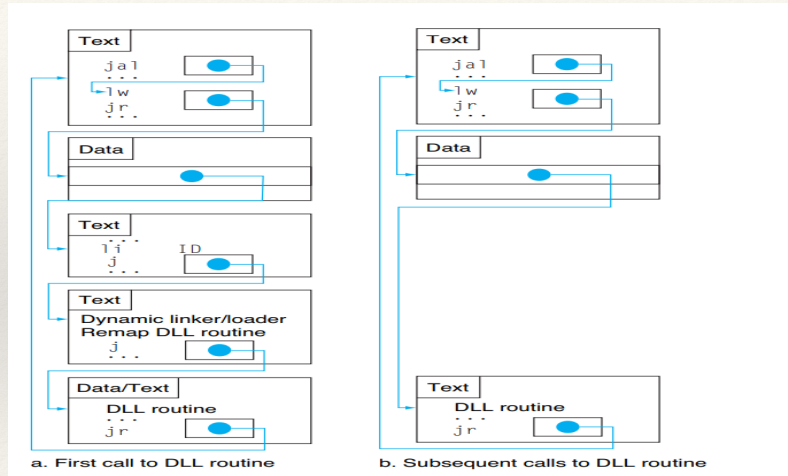 Text
jal
...
lw
jr
...
Data
Text
...
li ID
j
...
Text
Dynamic linker/loader
Remap DLL routine
j
...
Data/Text
DLL routine
...
jr
a. First call to DLL routine
Text
jal
...
lw
jr
...
Data
Text
DLL routine
...
jr
b. Subsequent calls to DLL routine